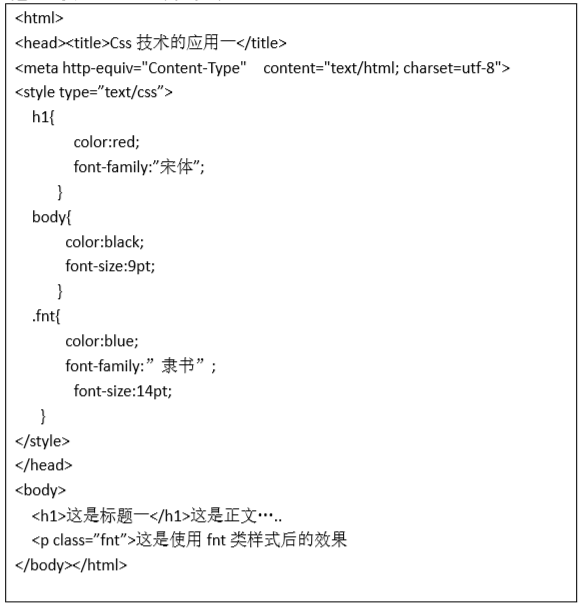 <html>
<head><title>Css 技术的应用一</title>
<meta http-equiv="Content-Type" content="text/html; charset=utf-8">
<style type=”text/css”>
h1{
color:red;
font-family:”宋体”;
}
body{
color:black;
font-size:9pt;
}
.fnt{
color:blue;
font-family:” 隶书” ;
font-size:14pt;
}
</style>
</head>
<body>
<h1>这是标题一</h1>这是正文…..
<p class=”fnt”>这是使用 fnt 类样式后的效果
</body></html>